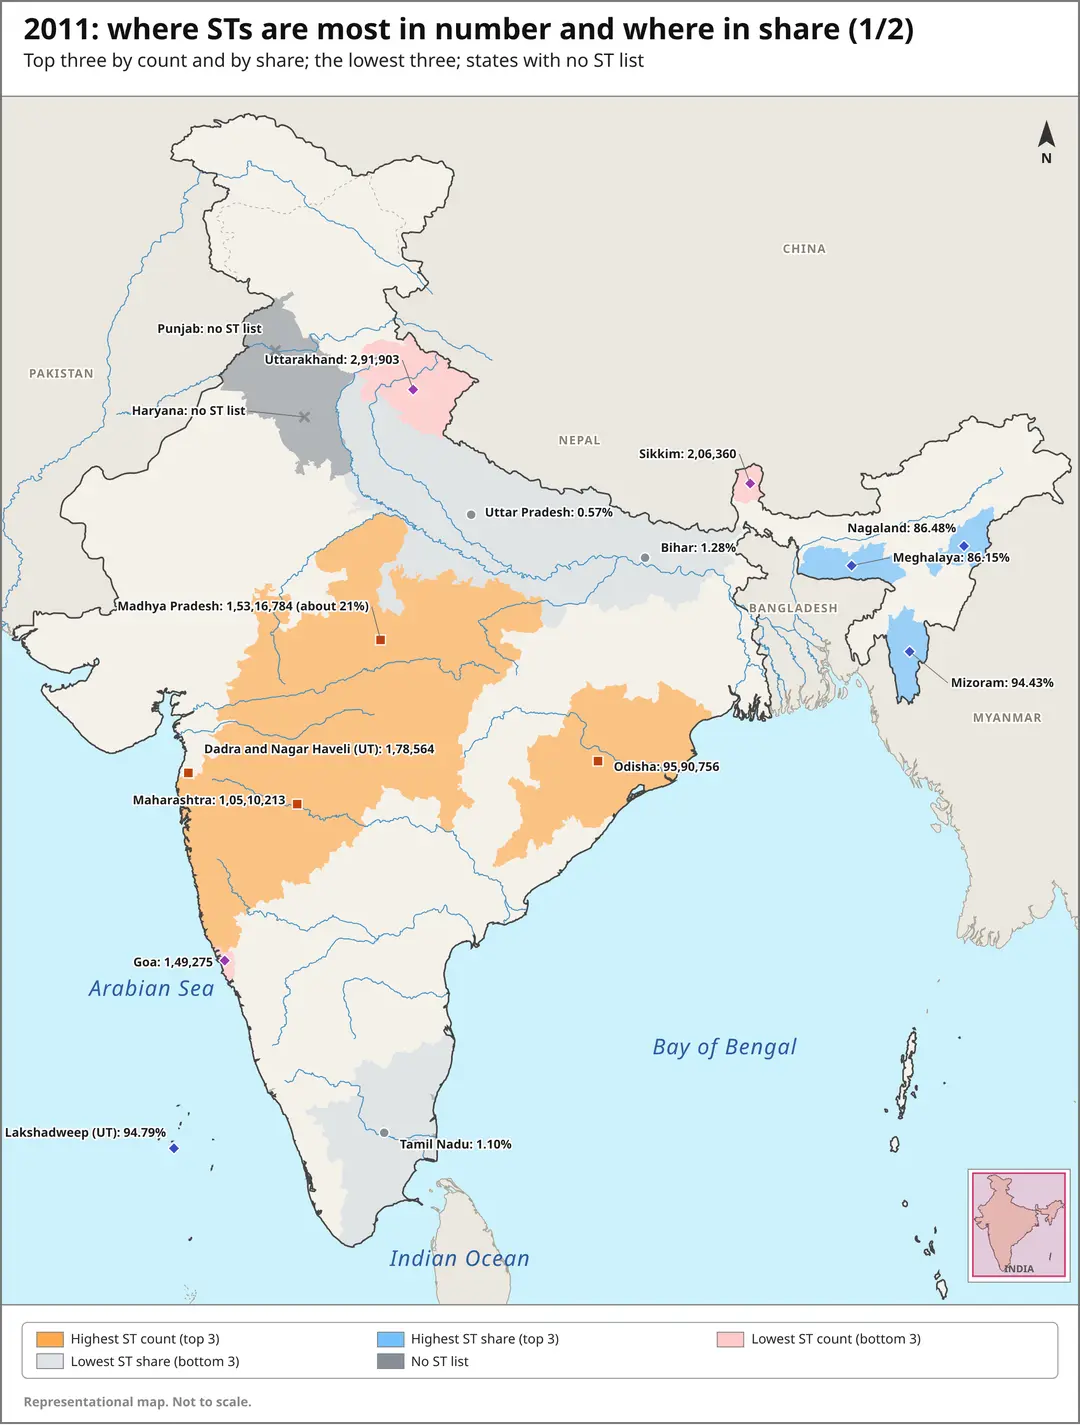 2011: where STs are most in number and where in share (1/2)
Top three by count and by share; the lowest three; states with no ST list
N
CHINA
Punjab: no ST list
Uttarakhand: 2,91,903
PAKISTAN
Haryana: no ST list
NEPAL
Sikkim: 2,06,360
Uttar Pradesh: 0.57%
Nagaland: 86.48%
Bihar: 1.28%
Meghalaya: 86.15%
Madhya Pradesh: 1,53,16,784 (about 21%)
BANGLADESH
Mizoram: 94.43%
MYANMAR
Dadra and Nagar Haveli (UT): 1,78,564
Odisha: 95,90,756
Maharashtra: 1,05,10,213
Goa: 1,49,275
Arabian Sea
Bay of Bengal
Lakshadweep (UT): 94.79%
Tamil Nadu: 1.10%
Indian Ocean
INDIA
Highest ST count (top 3)
Highest ST share (top 3)
Lowest ST count (bottom 3)
Lowest ST share (bottom 3)
No ST list
Representational map. Not to scale.